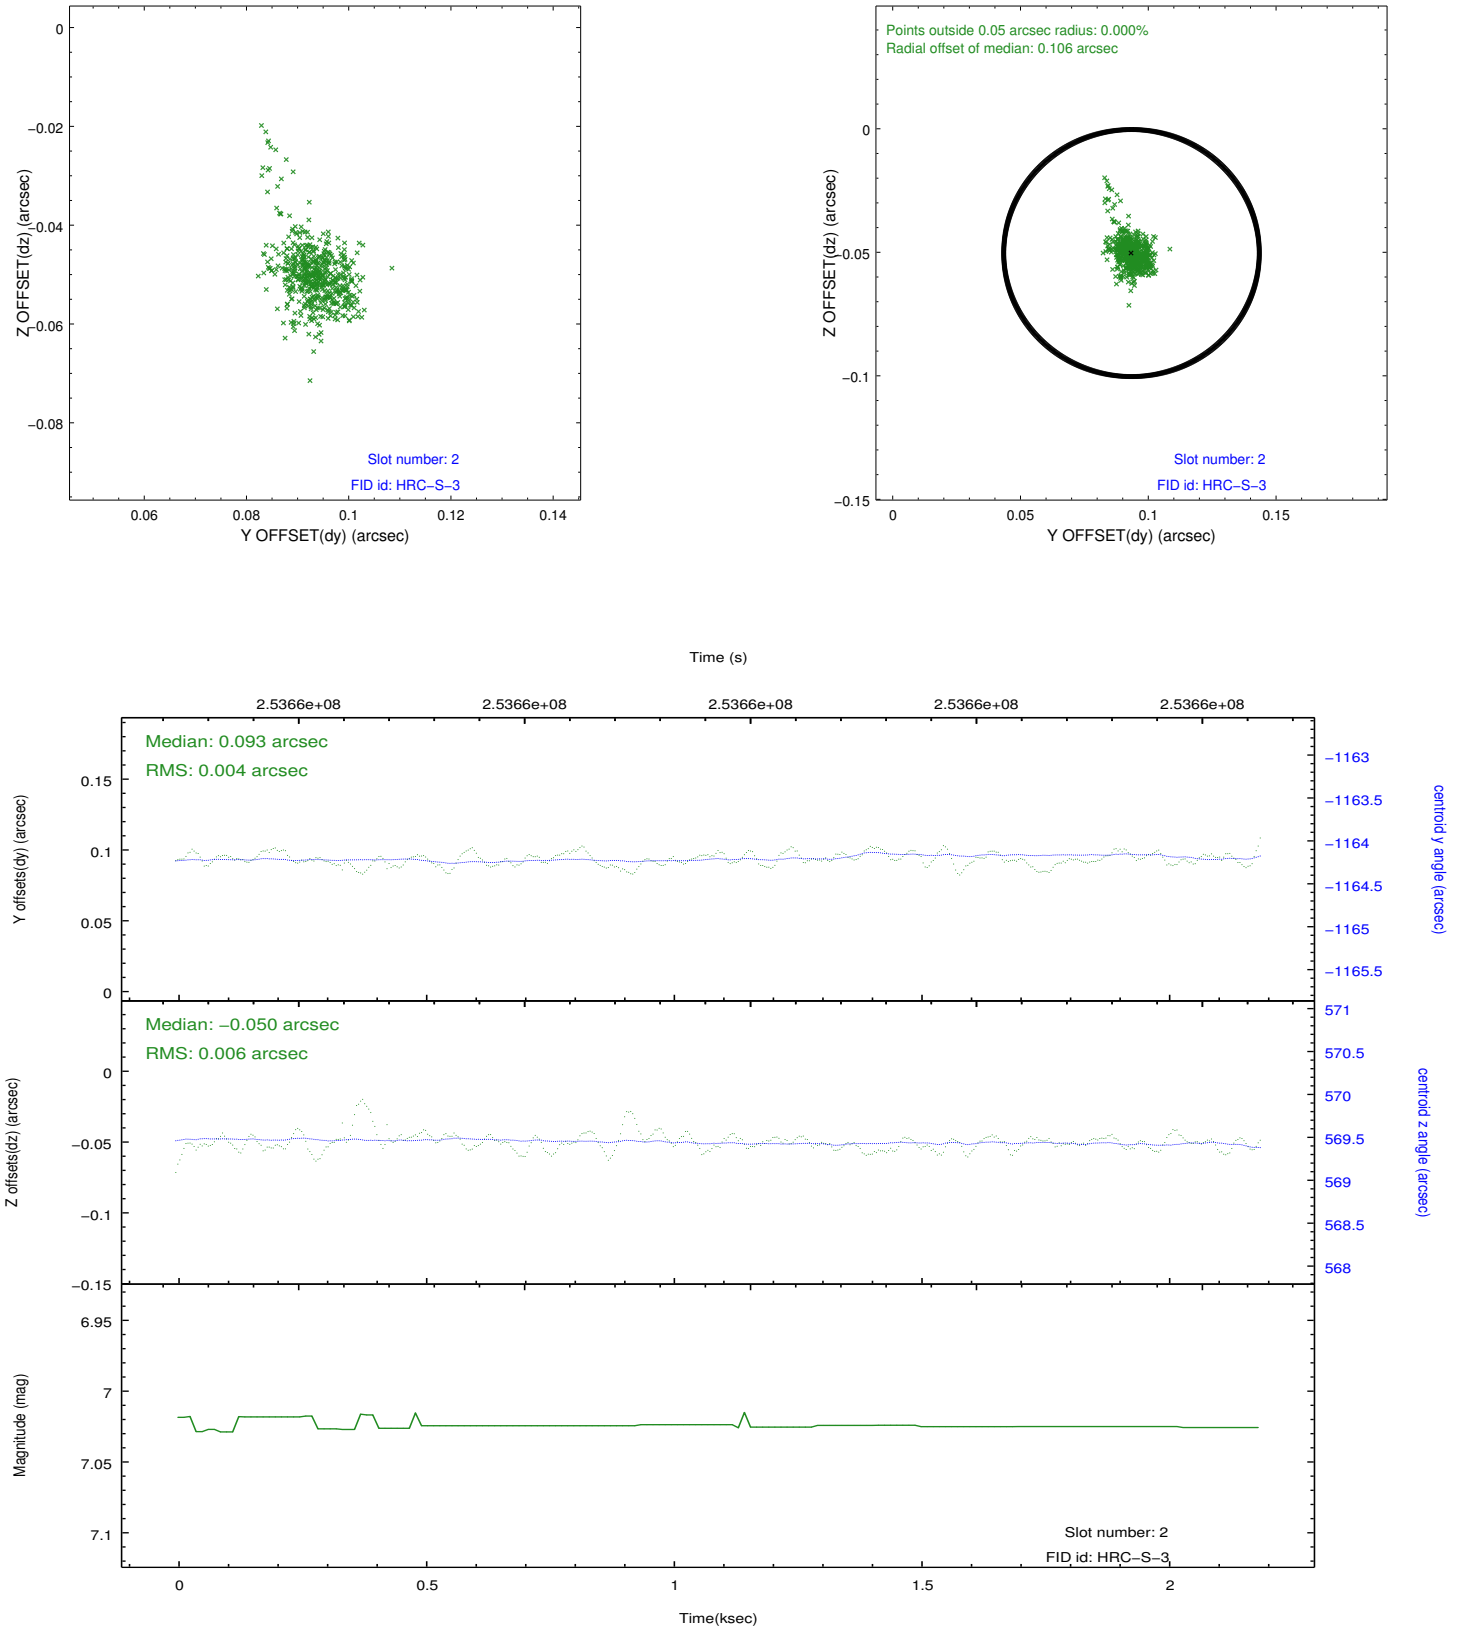 0
−0.02
−0.04
−0.06
−0.08
Z OFFSET(dz) (arcsec)
Slot number: 2
FID id: HRC−S−3
0.06
0.08
0.1
0.12
0.14
Y OFFSET(dy) (arcsec)
Points outside 0.05 arcsec radius: 0.000%
Radial offset of median: 0.106 arcsec
0
−0.05
−0.1
−0.15
Z OFFSET(dz) (arcsec)
Slot number: 2
FID id: HRC−S−3
0
0.05
0.1
0.15
Y OFFSET(dy) (arcsec)
Time (s)
2.5366e+08
2.5366e+08
2.5366e+08
2.5366e+08
2.5366e+08
Median: 0.093 arcsec
RMS: 0.004 arcsec
0.15
0.1
0.05
0
Y offsets(dy) (arcsec)
−1163
−1163.5
−1164
−1164.5
−1165
−1165.5
centroid y angle (arcsec)
Median: −0.050 arcsec
RMS: 0.006 arcsec
0
−0.05
−0.1
−0.15
Z offsets(dz) (arcsec)
571
570.5
570
569.5
569
568.5
568
centroid z angle (arcsec)
6.95
7
7.05
7.1
Magnitude (mag)
Slot number: 2
FID id: HRC−S−3
0
0.5
1
1.5
2
Time(ksec)